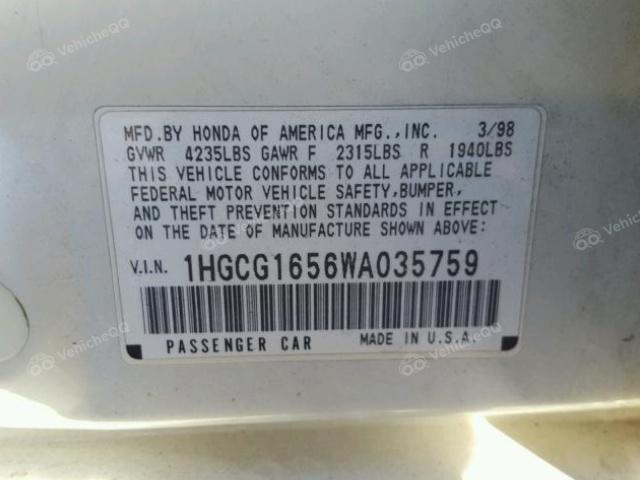 MFD.BY HONDA OF AMERICA MFG.,INC. 3/98
GVWR 4235LBS GAWR F 2315LBS R 1940LBS
THIS VEHICLE CONFORMS TO ALL APPLICABLE
FEDERAL MOTOR VEHICLE SAFETY,BUMPER,
AND THEFT PREVENTION STANDARDS IN EFFECT
ON THE DATE OF MANUFACTURE SHOWN ABOVE:
V.I.N. 1HGCG1656WA035759
PASSENGER CAR MADE IN U.S.A.
VehicleQQ